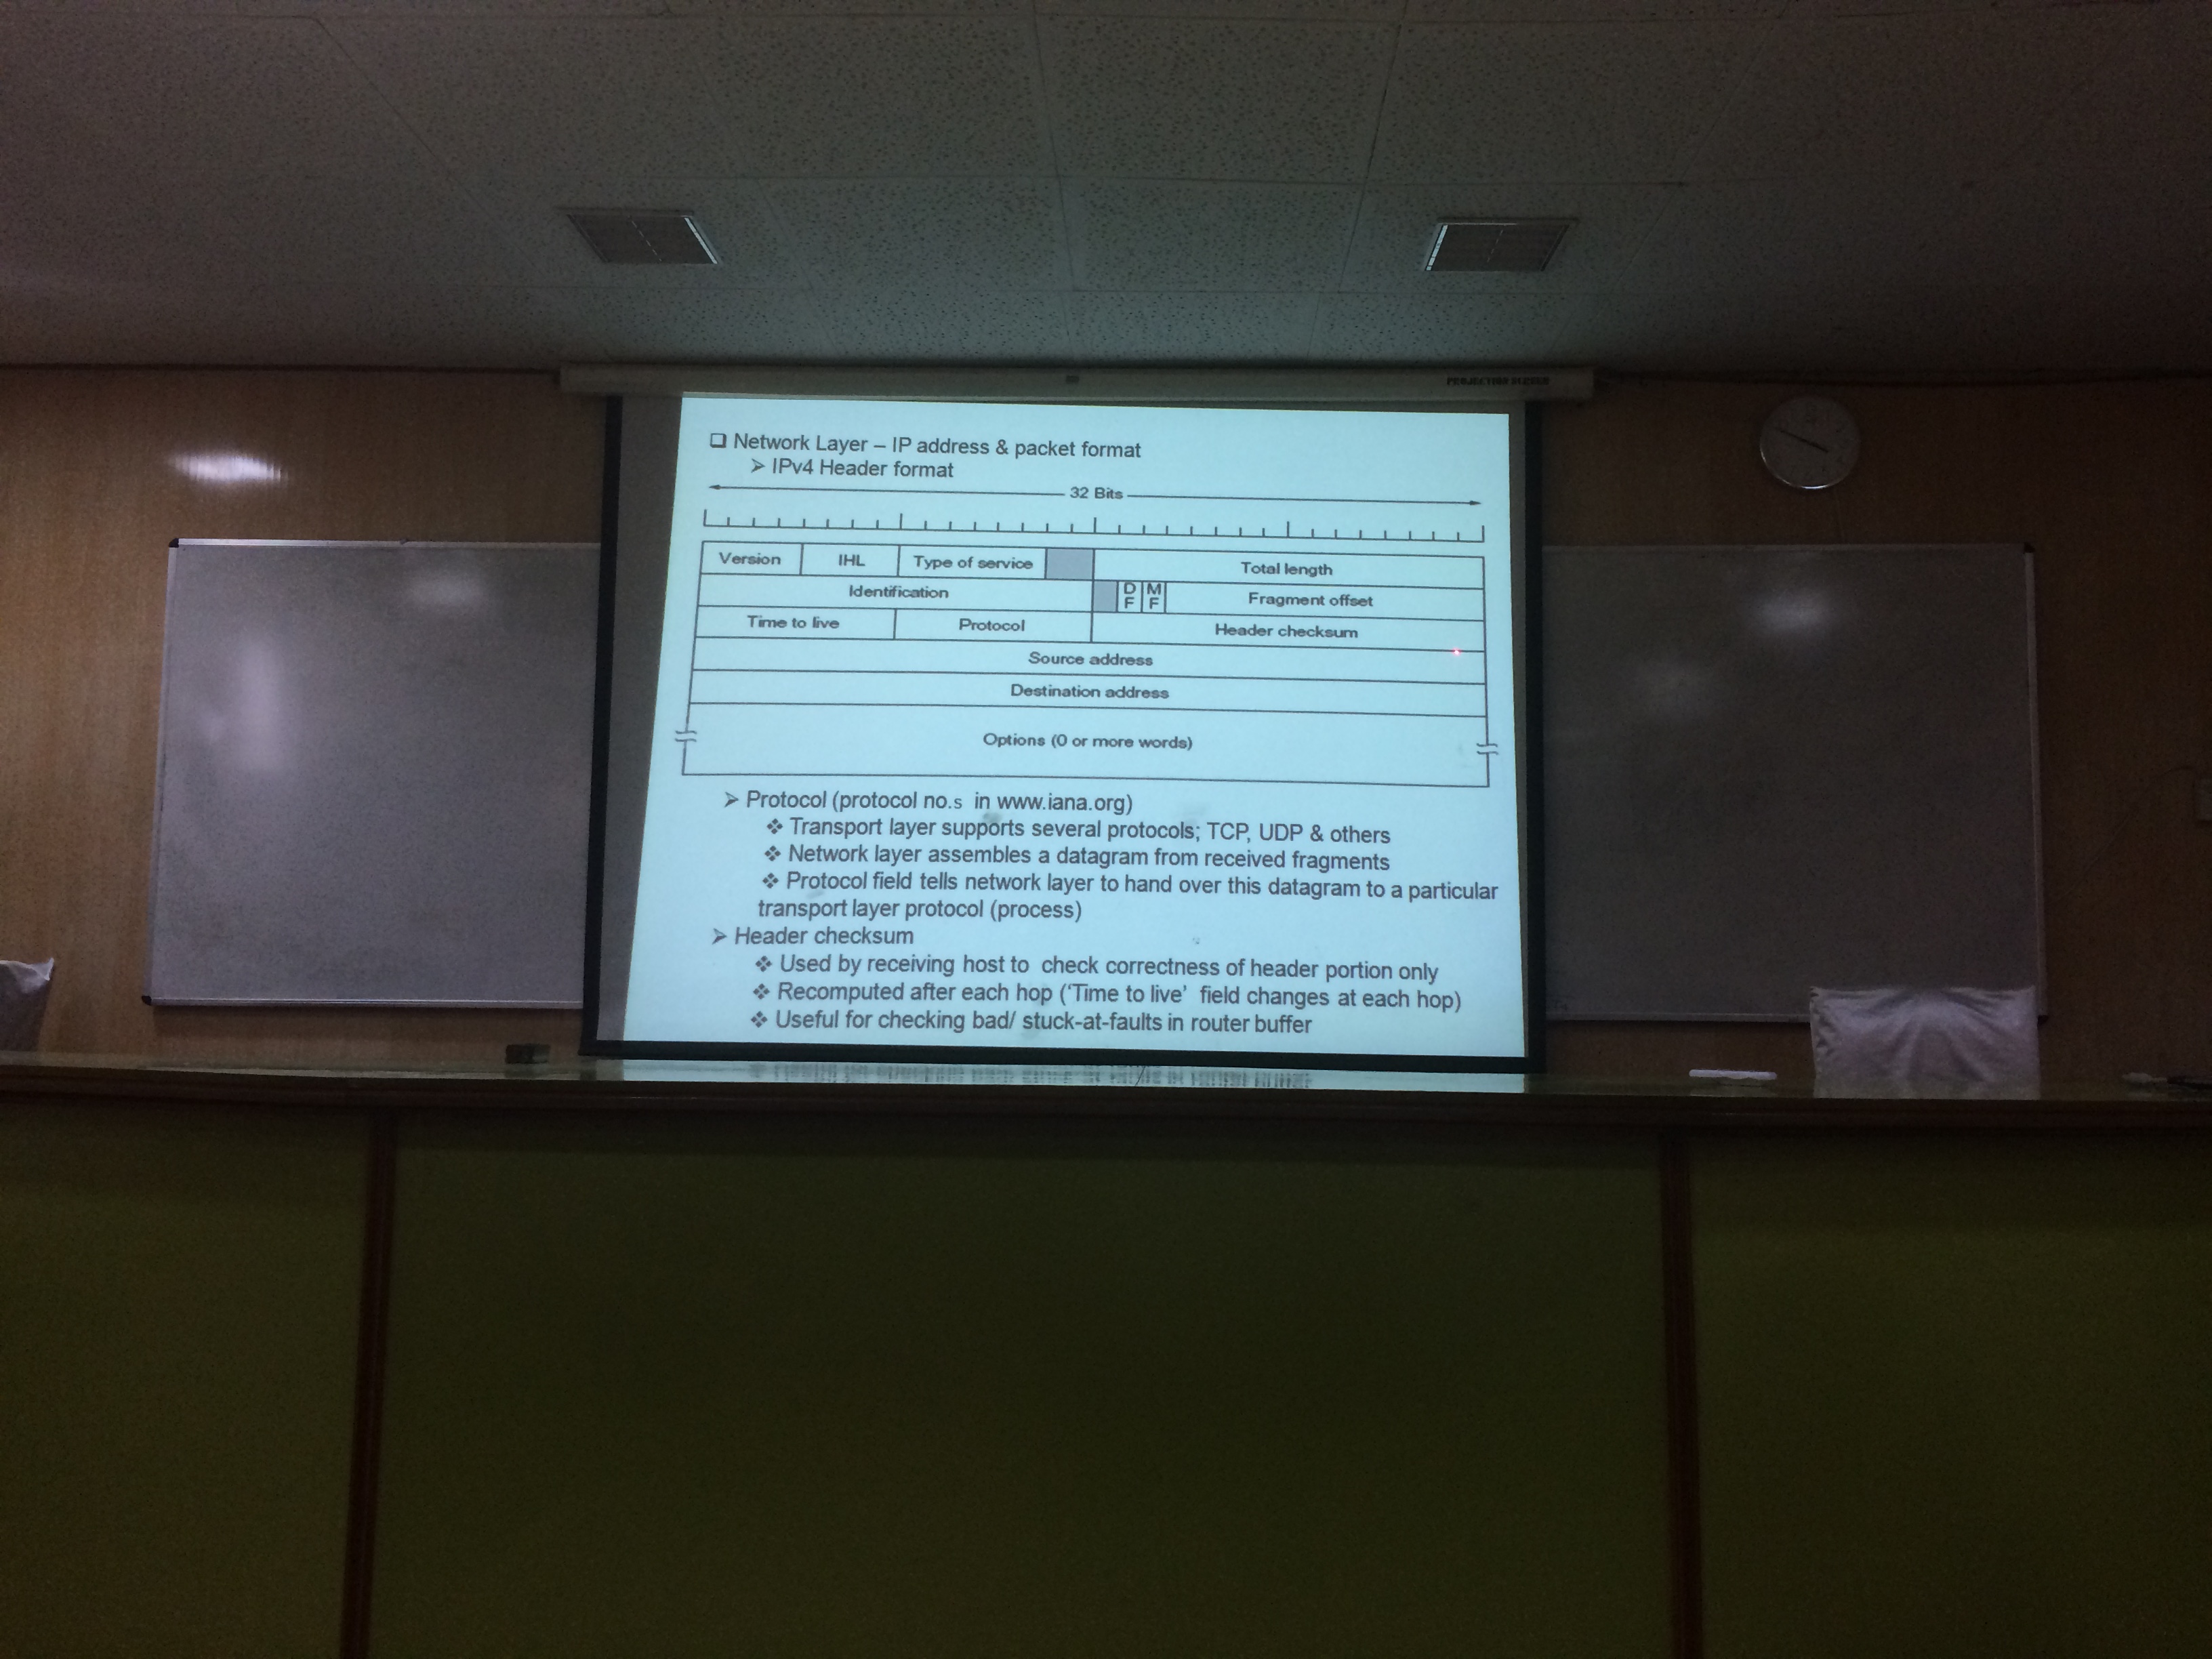 PROJECTION DESIGN
❑ Network Layer – IP address & packet format
➢ IPv4 Header format
32 Bits
Version IHL Type of service Total length
Identification D F M F Fragment offset
Time to live Protocol Header checksum
Source address
Destination address
Options (0 or more words)
➢ Protocol (protocol no.s in www.iana.org)
❖ Transport layer supports several protocols; TCP, UDP & others
❖ Network layer assembles a datagram from received fragments
❖ Protocol field tells network layer to hand over this datagram to a particular
transport layer protocol (process)
➢ Header checksum
❖ Used by receiving host to check correctness of header portion only
❖ Recomputed after each hop (‘Time to live’ field changes at each hop)
❖ Useful for checking bad/ stuck-at-faults in router buffer